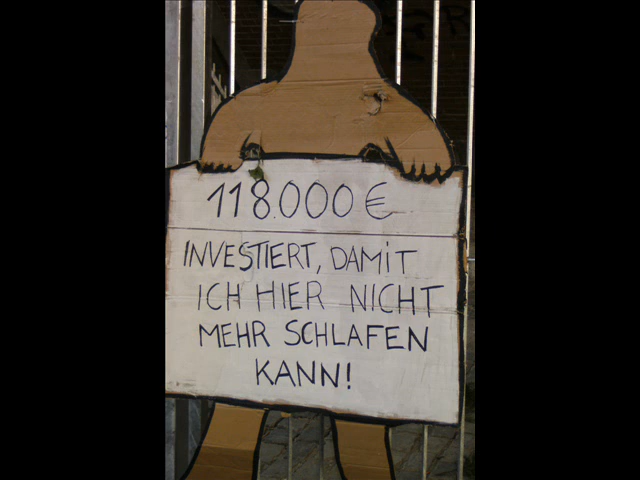 118.000 €
INVESTIERT, DAMIT
ICH HIER NICHT
MEHR SCHLAFEN
KANN!